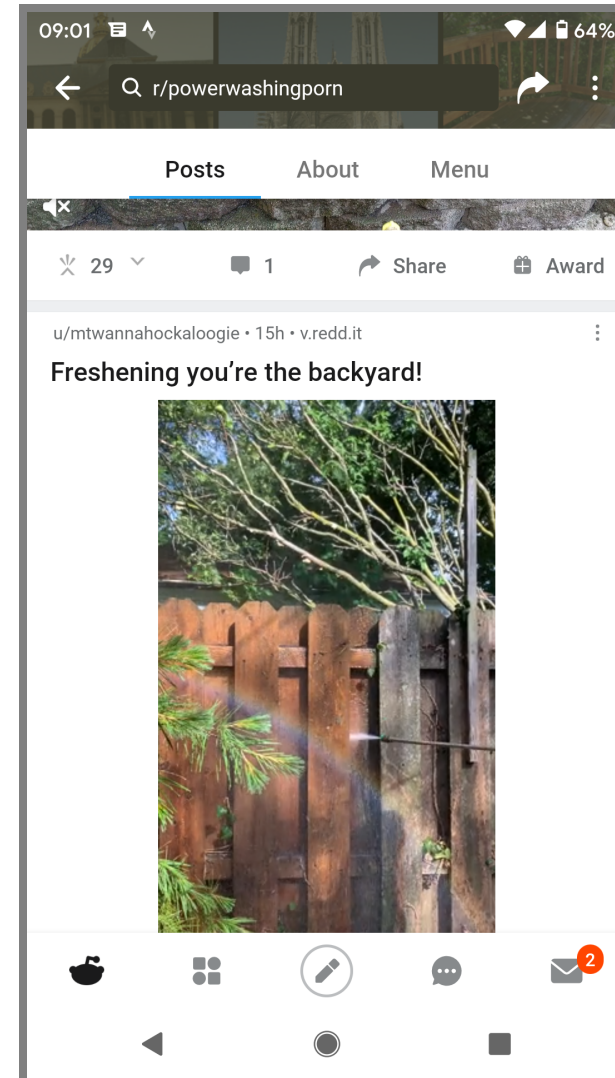 09:01 64%
r/powerwashingporn
Posts About Menu
29 1 Share Award
u/mtwannahockaloogie • 15h • v.redd.it
Freshening you’re the backyard!
2